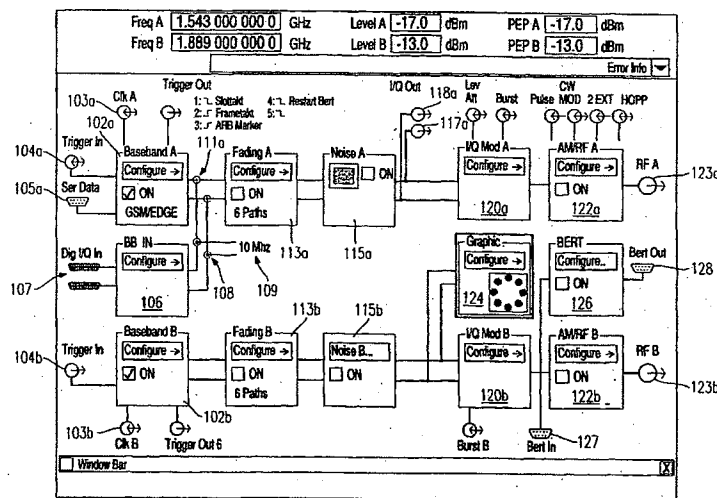 Freq A 1.543 000 000 0 GHz Level A -17.0 dBm PEP A -17.0 dBm
Freq B 1.889 000 000 0 GHz Level B -13.0 dBm PEP B -13.0 dBm
Error Info
Clk A
Trigger Out
103a
102a
1: Slottakt
2: Frametakt
3: ARB Marker
4: Restart Bert
5:
I/Q Out
118a
117a
Lev Att
Burst
Pulse
CW MOD
2 EXT
HOPP
Trigger In
104a
Ser Data
105a
Baseband A
Configure →
ON
GSM/EDGE
111a
Fading A
Configure →
ON
6 Paths
113a
Noise A
ON
115a
I/Q Mod A
Configure →
120a
AM/RF A
Configure →
ON
122a
RF A
123a
Dig I/Q In
107
BB IN
Configure →
106
10 Mhz
108
109
Graphic
Configure →
124
BERT
Configure...
ON
126
Bert Out
128
Trigger In
104b
Baseband B
Configure →
ON
102b
Fading B
Configure →
ON
6 Paths
113b
115b
Noise B...
ON
I/Q Mod B
Configure →
120b
AM/RF B
Configure →
ON
122b
RF B
123b
103b
Clk B
Trigger Out 6
Burst B
Bert In
127
Window Bar
X